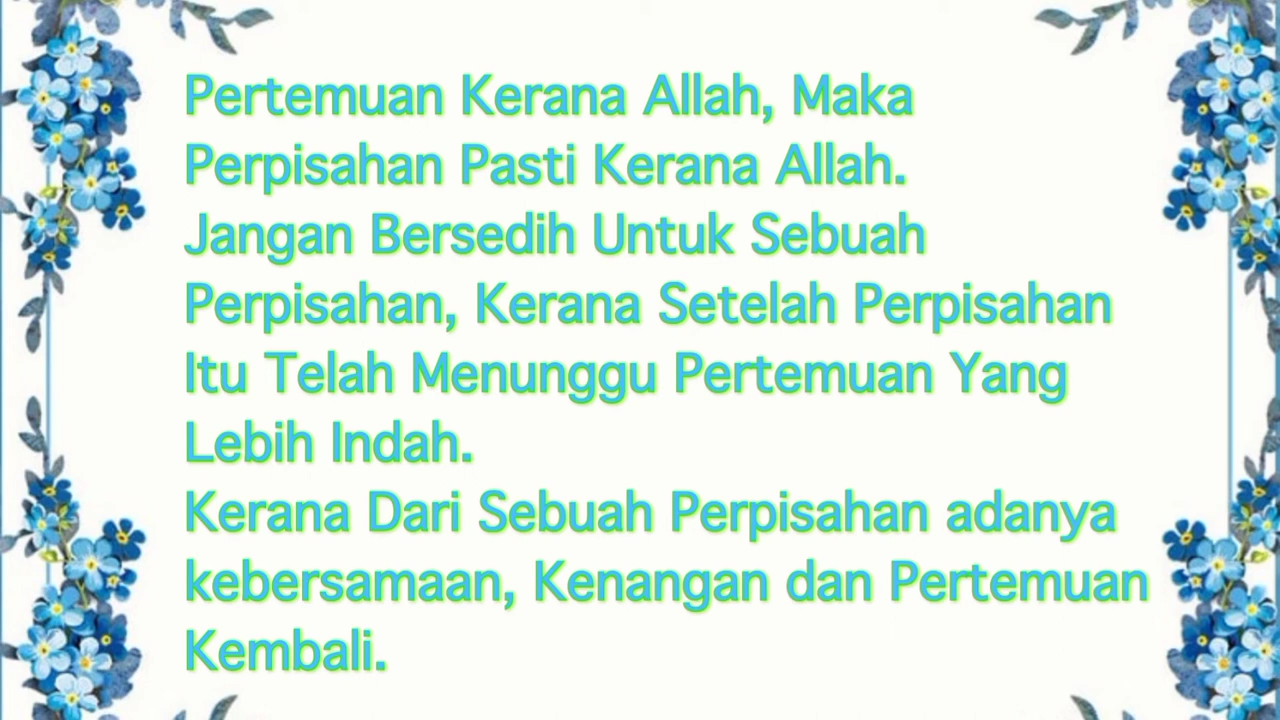 Pertemuan Kerana Allah, Maka
Perpisahan Pasti Kerana Allah.
Jangan Bersedih Untuk Sebuah
Perpisahan, Kerana Setelah Perpisahan
Itu Telah Menunggu Pertemuan Yang
Lebih Indah.
Kerana Dari Sebuah Perpisahan adanya
kebersamaan, Kenangan dan Pertemuan
Kembali.